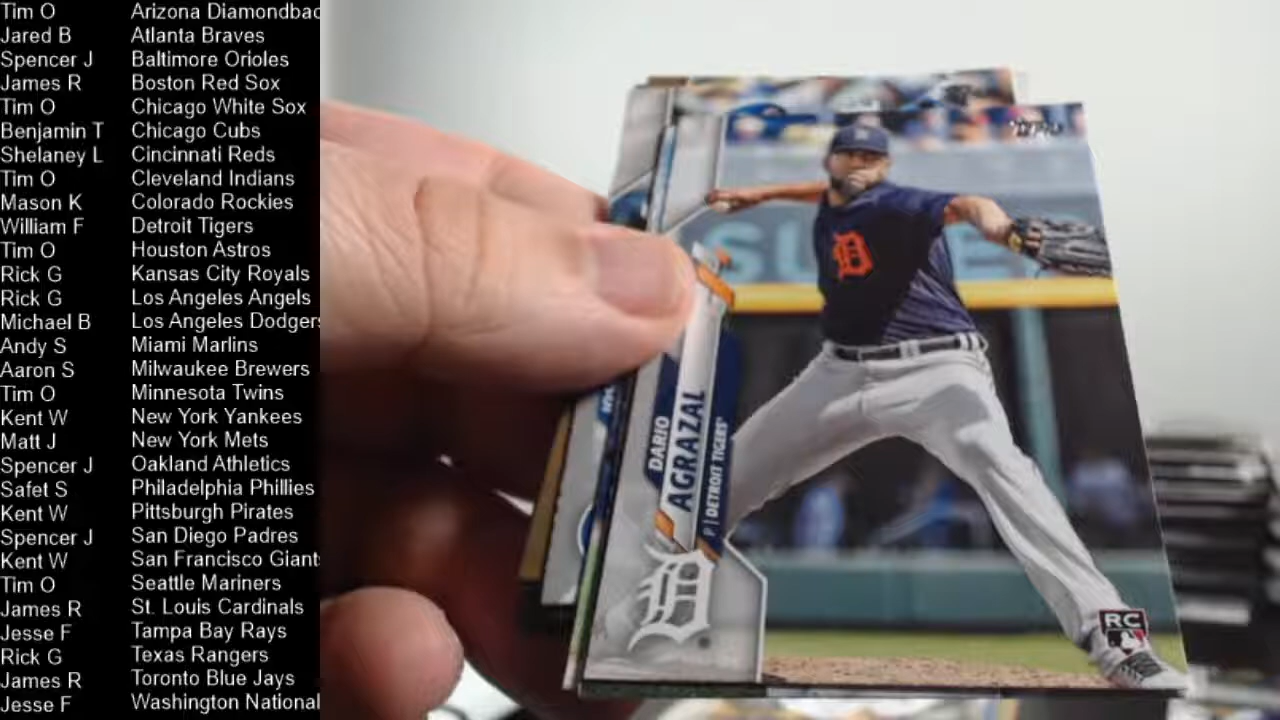 Tim O Arizona Diamondbac
Jared B Atlanta Braves
Spencer J Baltimore Orioles
James R Boston Red Sox
Tim O Chicago White Sox
Benjamin T Chicago Cubs
Shelaney L Cincinnati Reds
Tim O Cleveland Indians
Mason K Colorado Rockies
William F Detroit Tigers
Tim O Houston Astros
Rick G Kansas City Royals
Rick G Los Angeles Angels
Michael B Los Angeles Dodgers
Andy S Miami Marlins
Aaron S Milwaukee Brewers
Tim O Minnesota Twins
Kent W New York Yankees
Matt J New York Mets
Spencer J Oakland Athletics
Safet S Philadelphia Phillies
Kent W Pittsburgh Pirates
Spencer J San Diego Padres
Kent W San Francisco Giants
Tim O Seattle Mariners
James R St. Louis Cardinals
Jesse F Tampa Bay Rays
Rick G Texas Rangers
James R Toronto Blue Jays
Jesse F Washington National
TOPPS
D
DARIO
AGRAZAL
P | DETROIT TIGERS
D
RC